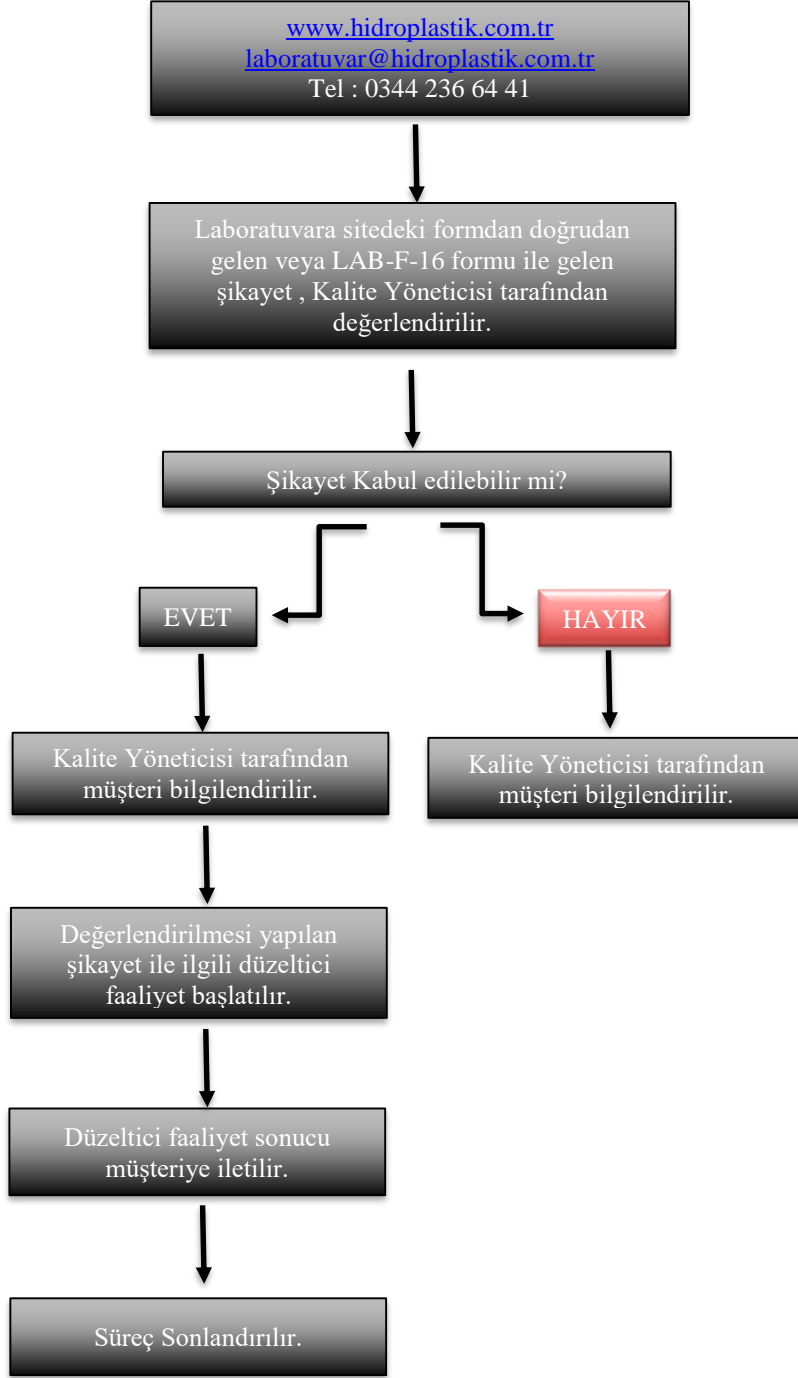 www.hidroplastik.com.tr
laboratuvar@hidroplastik.com.tr
Tel : 0344 236 64 41
Laboratuvara sitedeki formdan doğrudan
gelen veya LAB-F-16 formu ile gelen
şikayet , Kalite Yöneticisi tarafından
değerlendirilir.
Şikayet Kabul edilebilir mi?
EVET
HAYIR
Kalite Yöneticisi tarafından
müşteri bilgilendirilir.
Kalite Yöneticisi tarafından
müşteri bilgilendirilir.
Değerlendirilmesi yapılan
şikayet ile ilgili düzeltici
faaliyet başlatılır.
Düzeltici faaliyet sonucu
müşteriye iletilir.
Süreç Sonlandırılır.